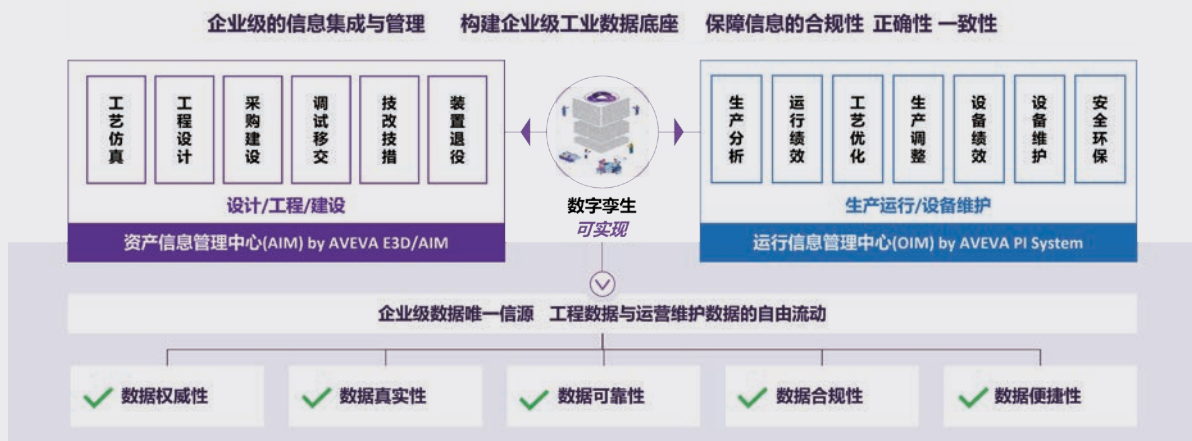 企业级的信息集成与管理 构建企业级工业数据底座 保障信息的合规性 正确性 一致性
工艺仿真
工程设计
采购建设
调试移交
技改技措
装置退役
设计/工程/建设
资产信息管理中心(AIM) by AVEVA E3D/AIM
数字孪生
可实现
生产分析
运行绩效
工艺优化
生产调整
设备绩效
设备维护
安全环保
生产运行/设备维护
运行信息管理中心(OIM) by AVEVA PI System
企业级数据唯一信源 工程数据与运营维护数据的自由流动
数据权威性
数据真实性
数据可靠性
数据合规性
数据便捷性